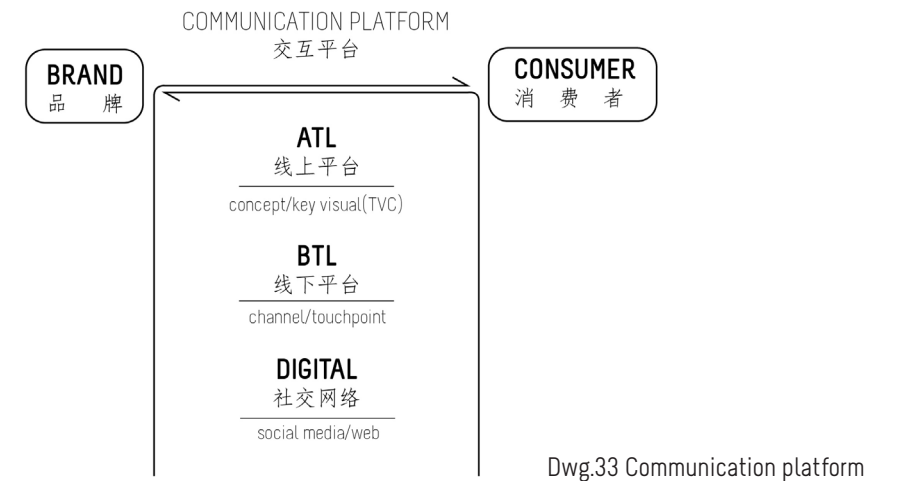 COMMUNICATION PLATFORM
交互平台
BRAND
品 牌
CONSUMER
消 费 者
ATL
线上平台
concept/key visual(TVC)
BTL
线下平台
channel/touchpoint
DIGITAL
社交网络
social media/web
Dwg.33 Communication platform